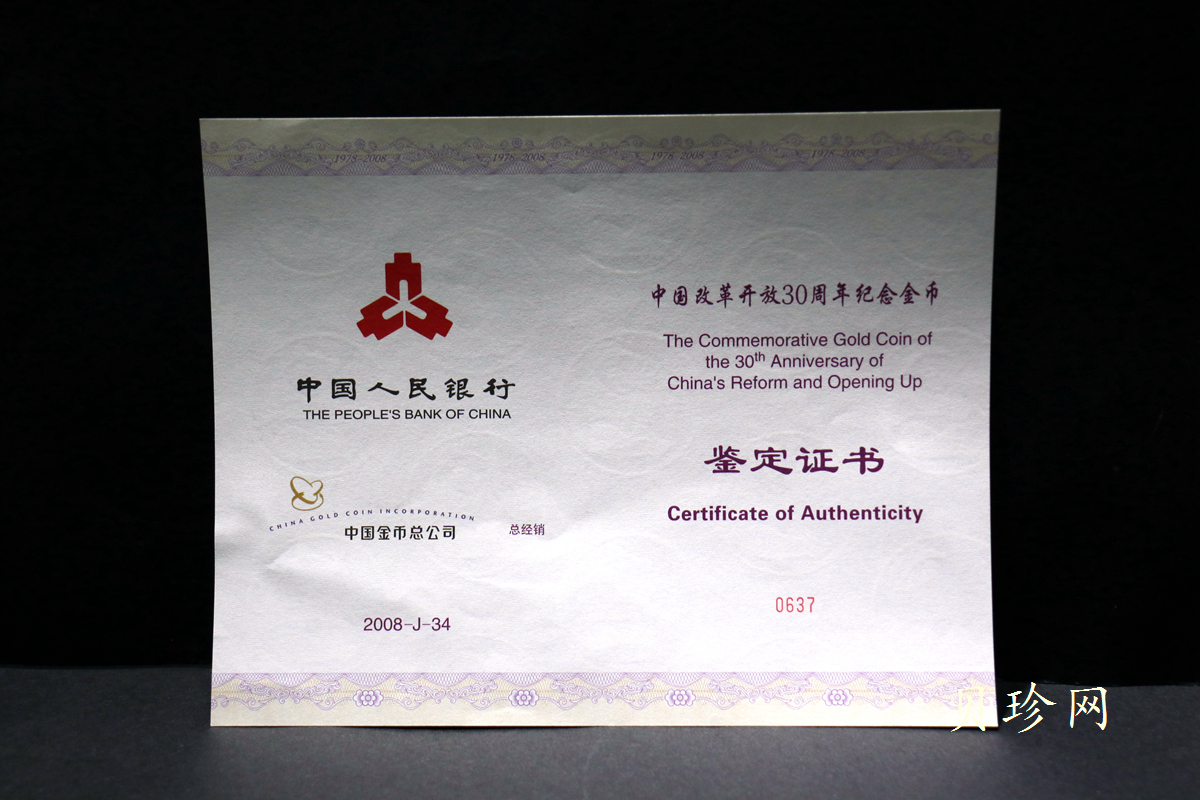 1978-2008 1978-2008 1978-2008 1978-2008
中国人民银行
THE PEOPLE'S BANK OF CHINA
CHINA GOLD COIN INCORPORATION
中国金币总公司
总经销
2008-J-34
中国改革开放30周年纪念金币
The Commemorative Gold Coin of
the 30th Anniversary of
China's Reform and Opening Up
鉴定证书
Certificate of Authenticity
0637
珍网